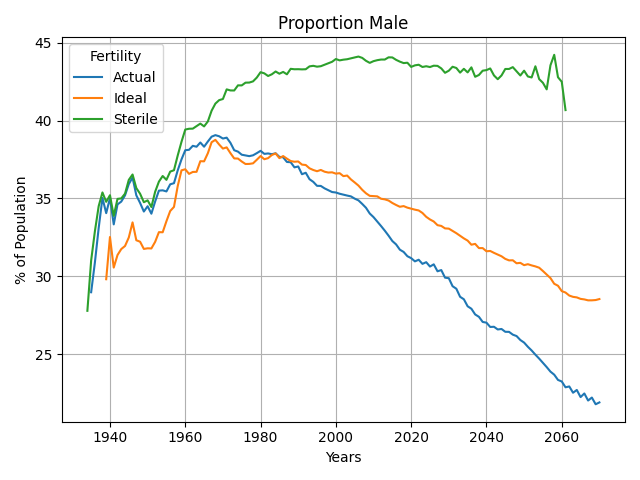 Proportion Male
% of Population
45
40
35
30
25
Fertility
Actual
Ideal
Sterile
1940 1960 1980 2000 2020 2040 2060
Years